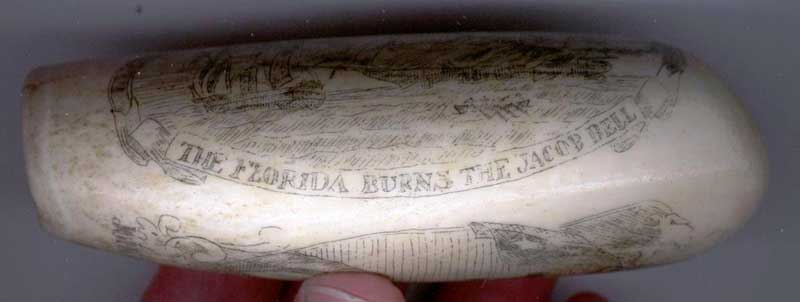 THE FLORIDA BURNS THE JACOB BELL